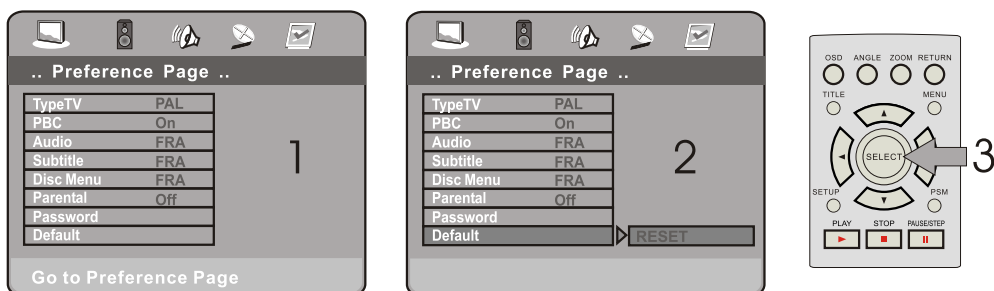 .. Preference Page ..
TypeTV PAL
PBC On
Audio FRA
Subtitle FRA
Disc Menu FRA
Parental Off
Password
Default
1
Go to Preference Page
.. Preference Page ..
TypeTV PAL
PBC On
Audio FRA
Subtitle FRA
Disc Menu FRA
Parental Off
Password
Default RESET
2
OSD ANGLE ZOOM RETURN
TITLE MENU
SELECT
3
SETUP PSM
PLAY STOP PAUSE/STEP